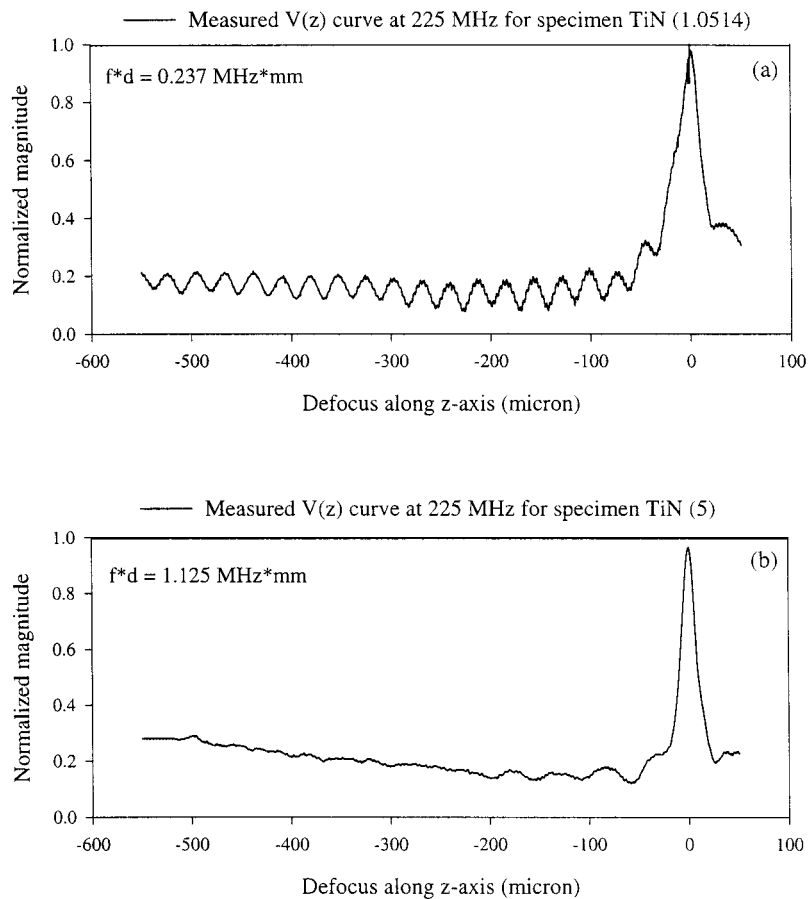 Measured V(z) curve at 225 MHz for specimen TiN (1.0514)
1.0
(a)
f*d = 0.237 MHz*mm
0.8
0.6
0.4
0.2
0.0
Normalized magnitude
-600 -500 -400 -300 -200 -100 0 100
Defocus along z-axis (micron)
Measured V(z) curve at 225 MHz for specimen TiN (5)
1.0
(b)
f*d = 1.125 MHz*mm
0.8
0.6
0.4
0.2
0.0
Normalized magnitude
-600 -500 -400 -300 -200 -100 0 100
Defocus along z-axis (micron)